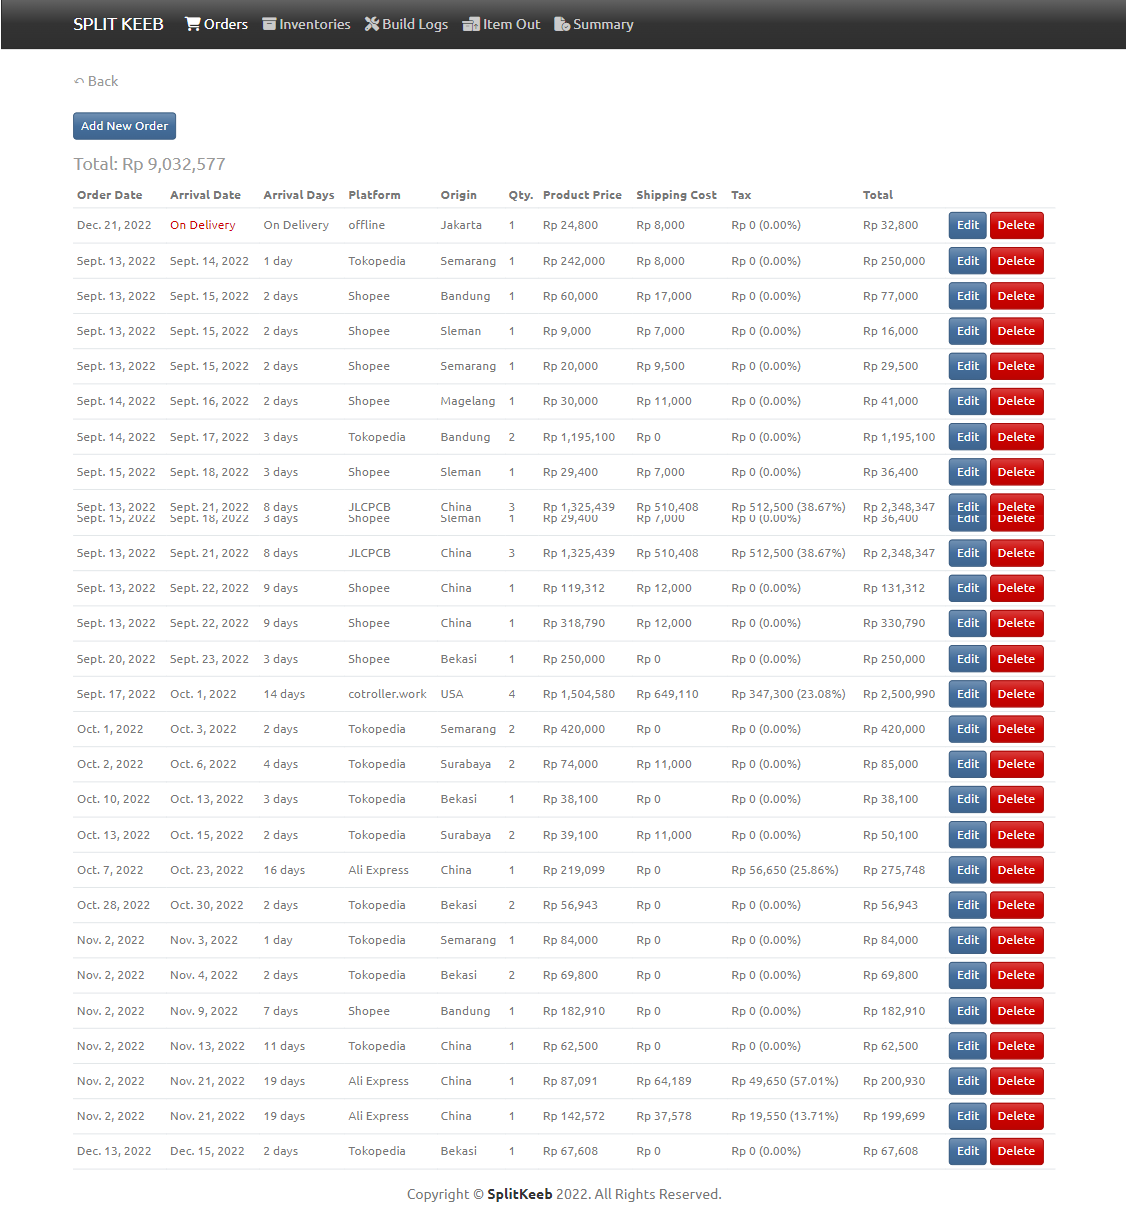 SPLIT KEEB Orders Inventories Build Logs Item Out Summary
Back
Add New Order
Total: Rp 9,032,577
Order Date Arrival Date Arrival Days Platform Origin Qty. Product Price Shipping Cost Tax Total
Dec. 21, 2022 On Delivery On Delivery offline Jakarta 1 Rp 24,800 Rp 8,000 Rp 0 (0.00%) Rp 32,800 Edit Delete
Sept. 13, 2022 Sept. 14, 2022 1 day Tokopedia Semarang 1 Rp 242,000 Rp 8,000 Rp 0 (0.00%) Rp 250,000 Edit Delete
Sept. 13, 2022 Sept. 15, 2022 2 days Shopee Bandung 1 Rp 60,000 Rp 17,000 Rp 0 (0.00%) Rp 77,000 Edit Delete
Sept. 13, 2022 Sept. 15, 2022 2 days Shopee Sleman 1 Rp 9,000 Rp 7,000 Rp 0 (0.00%) Rp 16,000 Edit Delete
Sept. 13, 2022 Sept. 15, 2022 2 days Shopee Semarang 1 Rp 20,000 Rp 9,500 Rp 0 (0.00%) Rp 29,500 Edit Delete
Sept. 14, 2022 Sept. 16, 2022 2 days Shopee Magelang 1 Rp 30,000 Rp 11,000 Rp 0 (0.00%) Rp 41,000 Edit Delete
Sept. 14, 2022 Sept. 17, 2022 3 days Tokopedia Bandung 2 Rp 1,195,100 Rp 0 Rp 0 (0.00%) Rp 1,195,100 Edit Delete
Sept. 15, 2022 Sept. 18, 2022 3 days Shopee Sleman 1 Rp 29,400 Rp 7,000 Rp 0 (0.00%) Rp 36,400 Edit Delete
Sept. 13, 2022 Sept. 21, 2022 8 days JLCPCB China 3 Rp 1,325,439 Rp 510,408 Rp 512,500 (38.67%) Rp 2,348,347 Edit Delete
Sept. 15, 2022 Sept. 18, 2022 3 days Shopee Sleman 1 Rp 29,400 Rp 7,000 Rp 0 (0.00%) Rp 36,400 Edit Delete
Sept. 13, 2022 Sept. 21, 2022 8 days JLCPCB China 3 Rp 1,325,439 Rp 510,408 Rp 512,500 (38.67%) Rp 2,348,347 Edit Delete
Sept. 13, 2022 Sept. 22, 2022 9 days Shopee China 1 Rp 119,312 Rp 12,000 Rp 0 (0.00%) Rp 131,312 Edit Delete
Sept. 13, 2022 Sept. 22, 2022 9 days Shopee China 1 Rp 318,790 Rp 12,000 Rp 0 (0.00%) Rp 330,790 Edit Delete
Sept. 20, 2022 Sept. 23, 2022 3 days Shopee Bekasi 1 Rp 250,000 Rp 0 Rp 0 (0.00%) Rp 250,000 Edit Delete
Sept. 17, 2022 Oct. 1, 2022 14 days cotroller.work USA 4 Rp 1,504,580 Rp 649,110 Rp 347,300 (23.08%) Rp 2,500,990 Edit Delete
Oct. 1, 2022 Oct. 3, 2022 2 days Tokopedia Semarang 2 Rp 420,000 Rp 0 Rp 0 (0.00%) Rp 420,000 Edit Delete
Oct. 2, 2022 Oct. 6, 2022 4 days Tokopedia Surabaya 2 Rp 74,000 Rp 11,000 Rp 0 (0.00%) Rp 85,000 Edit Delete
Oct. 10, 2022 Oct. 13, 2022 3 days Tokopedia Bekasi 1 Rp 38,100 Rp 0 Rp 0 (0.00%) Rp 38,100 Edit Delete
Oct. 13, 2022 Oct. 15, 2022 2 days Tokopedia Surabaya 2 Rp 39,100 Rp 11,000 Rp 0 (0.00%) Rp 50,100 Edit Delete
Oct. 7, 2022 Oct. 23, 2022 16 days Ali Express China 1 Rp 219,099 Rp 0 Rp 56,650 (25.86%) Rp 275,748 Edit Delete
Oct. 28, 2022 Oct. 30, 2022 2 days Tokopedia Bekasi 2 Rp 56,943 Rp 0 Rp 0 (0.00%) Rp 56,943 Edit Delete
Nov. 2, 2022 Nov. 3, 2022 1 day Tokopedia Semarang 1 Rp 84,000 Rp 0 Rp 0 (0.00%) Rp 84,000 Edit Delete
Nov. 2, 2022 Nov. 4, 2022 2 days Tokopedia Bekasi 2 Rp 69,800 Rp 0 Rp 0 (0.00%) Rp 69,800 Edit Delete
Nov. 2, 2022 Nov. 9, 2022 7 days Shopee Bandung 1 Rp 182,910 Rp 0 Rp 0 (0.00%) Rp 182,910 Edit Delete
Nov. 2, 2022 Nov. 13, 2022 11 days Tokopedia China 1 Rp 62,500 Rp 0 Rp 0 (0.00%) Rp 62,500 Edit Delete
Nov. 2, 2022 Nov. 21, 2022 19 days Ali Express China 1 Rp 87,091 Rp 64,189 Rp 49,650 (57.01%) Rp 200,930 Edit Delete
Nov. 2, 2022 Nov. 21, 2022 19 days Ali Express China 1 Rp 142,572 Rp 37,578 Rp 19,550 (13.71%) Rp 199,699 Edit Delete
Dec. 13, 2022 Dec. 15, 2022 2 days Tokopedia Bekasi 1 Rp 67,608 Rp 0 Rp 0 (0.00%) Rp 67,608 Edit Delete
Copyright © SplitKeeb 2022. All Rights Reserved.